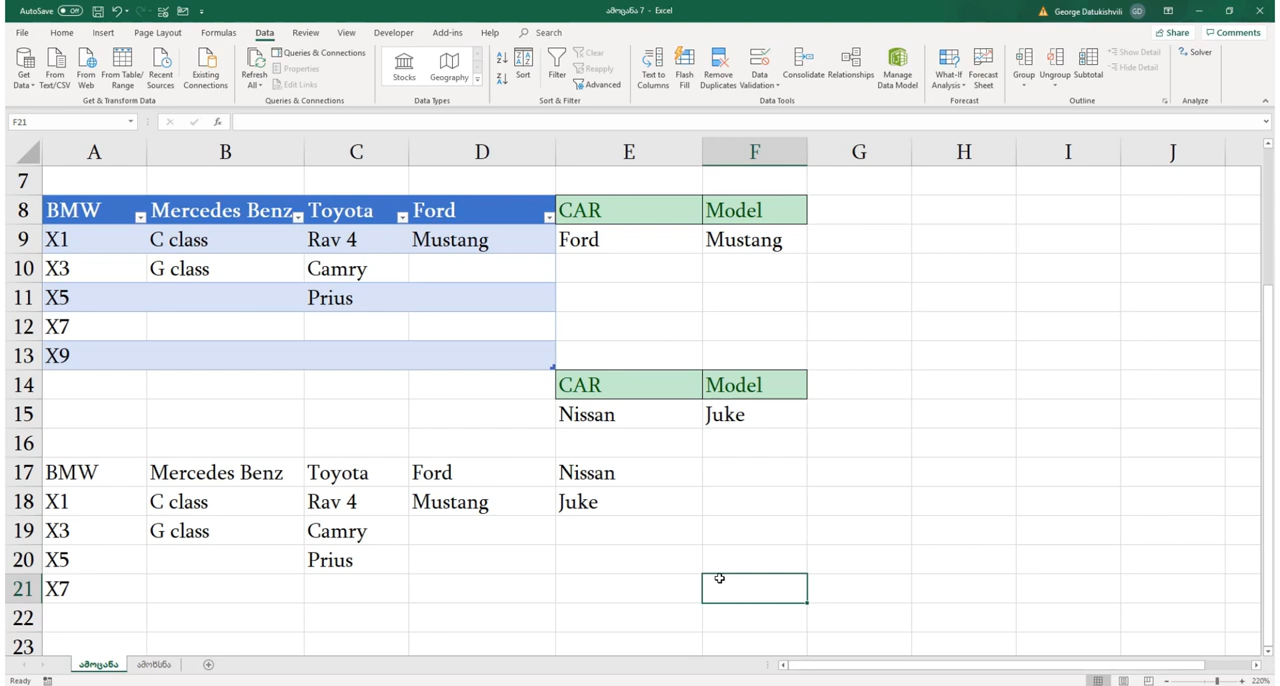 AutoSave Off
ამოცანა 7 - Excel
George Datukishvili GD
File Home Insert Page Layout Formulas Data Review View Developer Add-ins Help Search
Share Comments
Get Data
From Text/CSV
From Web
From Table/Range
Recent Sources
Existing Connections
Get & Transform Data
Refresh All
Queries & Connections
Properties
Edit Links
Queries & Connections
Stocks Geography
Data Types
Sort
Filter
Clear
Reapply
Advanced
Sort & Filter
Text to Columns
Flash Fill
Remove Duplicates
Data Validation
Consolidate
Relationships
Manage Data Model
Data Tools
What-If Analysis
Forecast Sheet
Forecast
Group
Ungroup
Subtotal
Show Detail
Hide Detail
Outline
Solver
Analyze
F21 fx
A B C D E F G H I J
7
8 BMW Mercedes Benz Toyota Ford CAR Model
9 X1 C class Rav 4 Mustang Ford Mustang
10 X3 G class Camry
11 X5 Prius
12 X7
13 X9
14 CAR Model
15 Nissan Juke
16
17 BMW Mercedes Benz Toyota Ford Nissan
18 X1 C class Rav 4 Mustang Juke
19 X3 G class Camry
20 X5 Prius
21 X7
22
23
ამოცანა ამოხსნა
Ready
220%